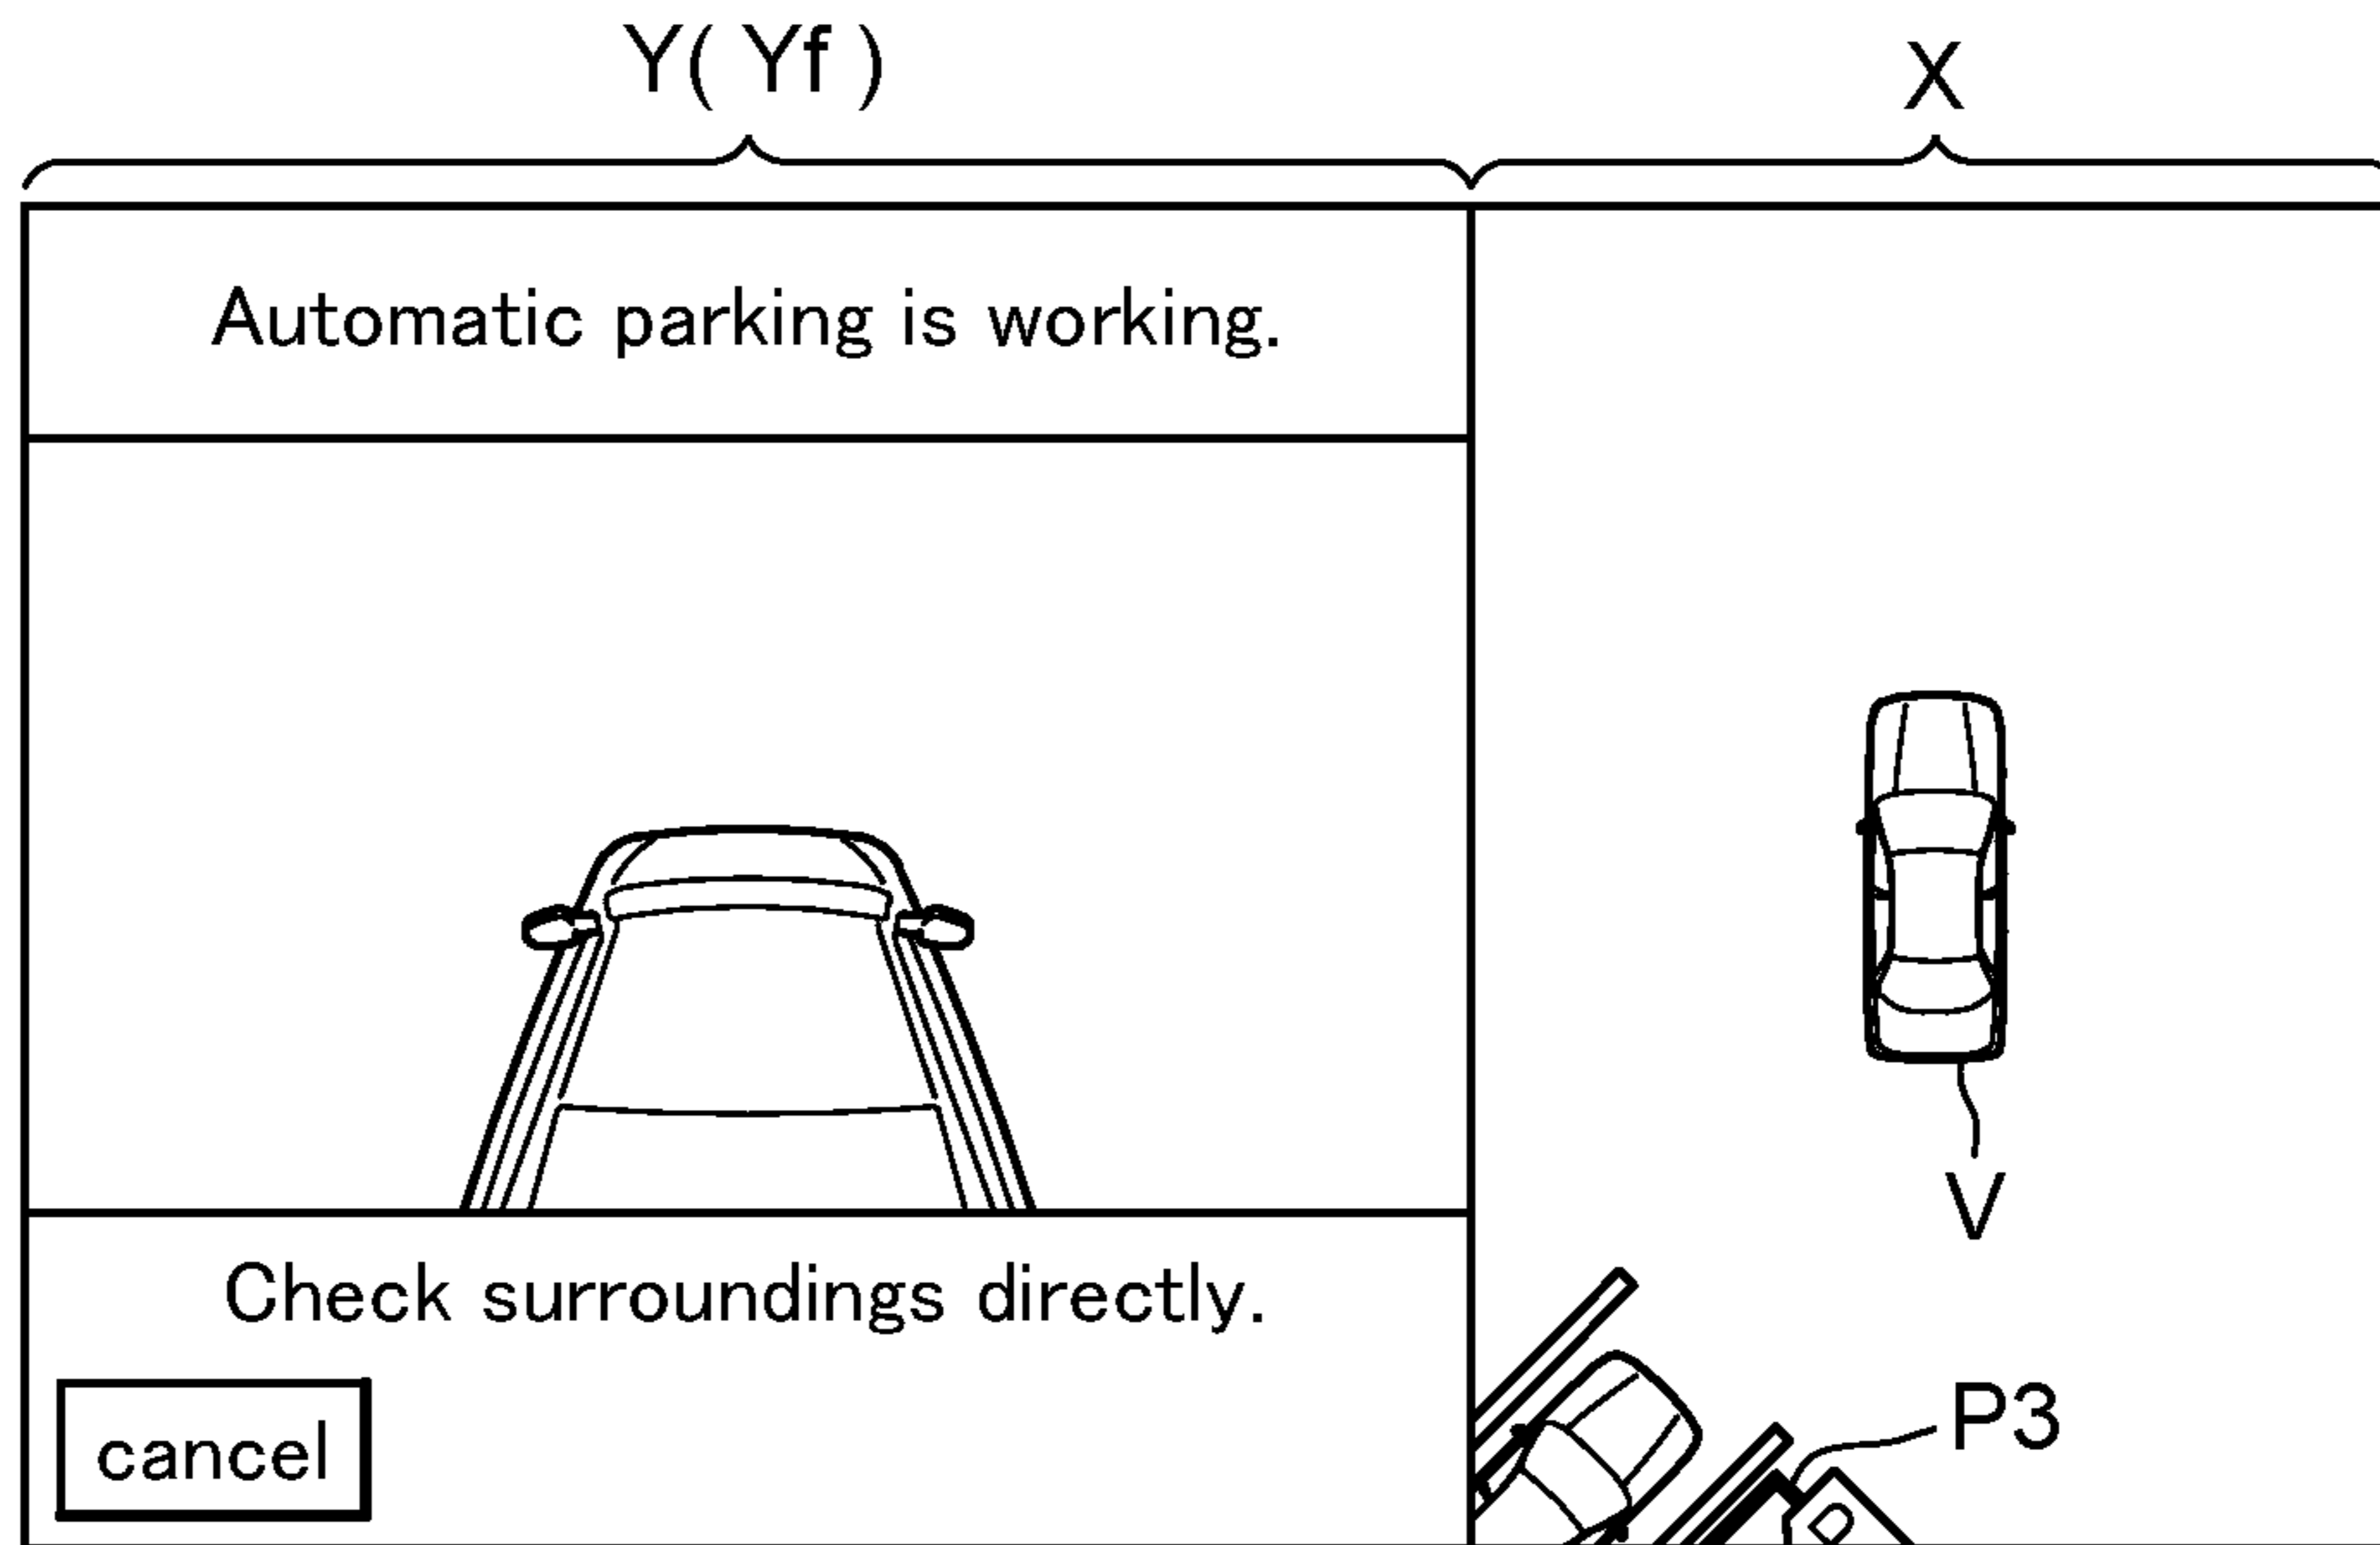 Y( Yf )
X
Automatic parking is working.
V
Check surroundings directly.
P3
cancel
P